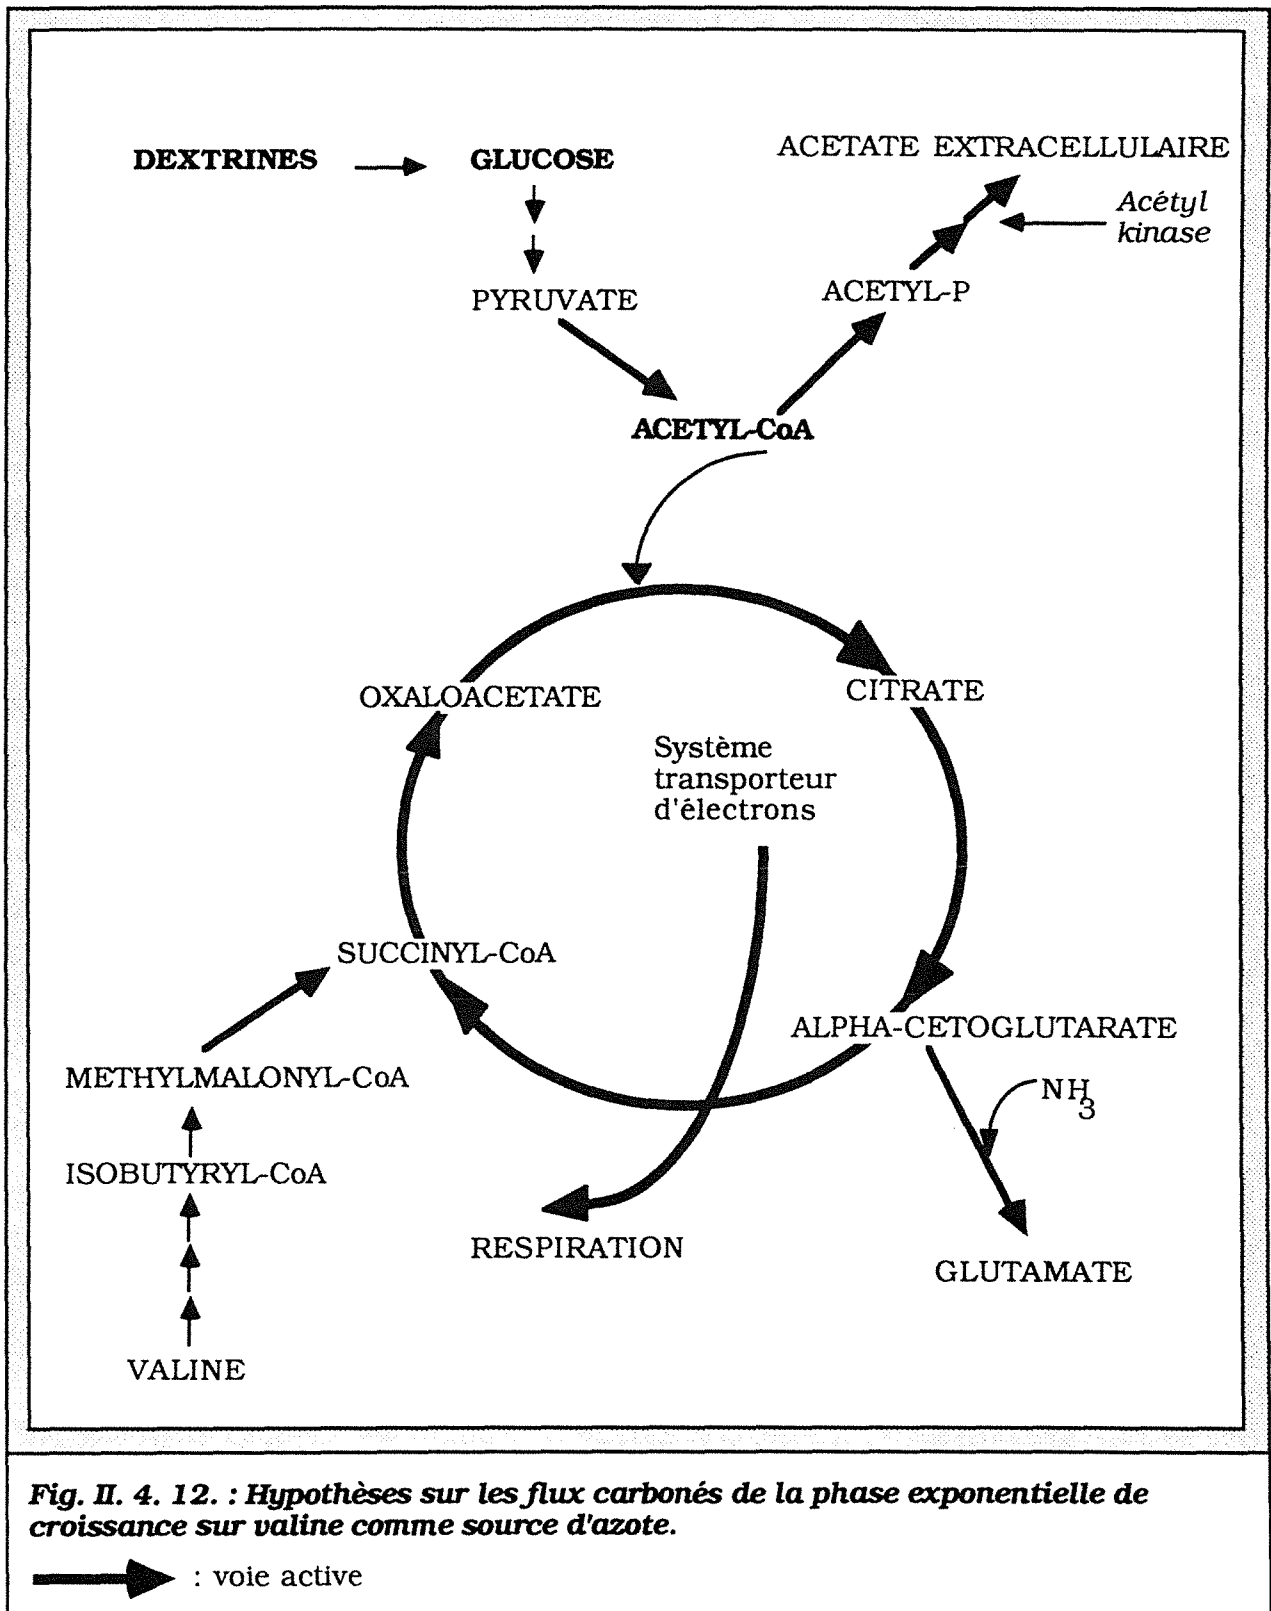 DEXTRINES
GLUCOSE
ACETATE EXTRACELLULAIRE
Acétyl
kinase
PYRUVATE
ACETYL-P
ACETYL-CoA
OXALOACETATE
CITRATE
Système
transporteur
d'électrons
SUCCINYL-CoA
ALPHA-CETOGLUTARATE
METHYLMALONYL-CoA
NH3
ISOBUTYRYL-CoA
RESPIRATION
GLUTAMATE
VALINE
Fig. II. 4. 12. : Hypothèses sur les flux carbonés de la phase exponentielle de
croissance sur valine comme source d'azote.
: voie active